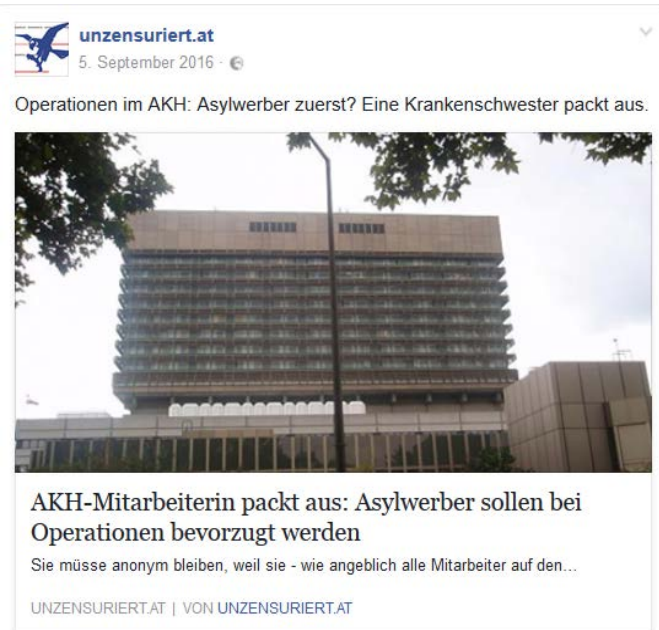 unzensuriert.at
5. September 2016 ·
Operationen im AKH: Asylwerber zuerst? Eine Krankenschwester packt aus.
AKH-Mitarbeiterin packt aus: Asylwerber sollen bei
Operationen bevorzugt werden
Sie müsse anonym bleiben, weil sie - wie angeblich alle Mitarbeiter auf den...
UNZENSURIERT.AT | VON UNZENSURIERT.AT